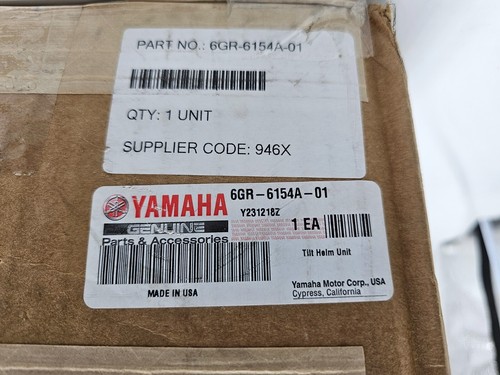 PART NO.: 6GR-6154A-01
QTY: 1 UNIT
SUPPLIER CODE: 946X
YAMAHA 6GR-6154A-01
Y231218Z
GENUINE 1 EA
Parts & Accessories
Tilt Helm Unit
MADE IN USA
Yamaha Motor Corp., USA
Cypress, California